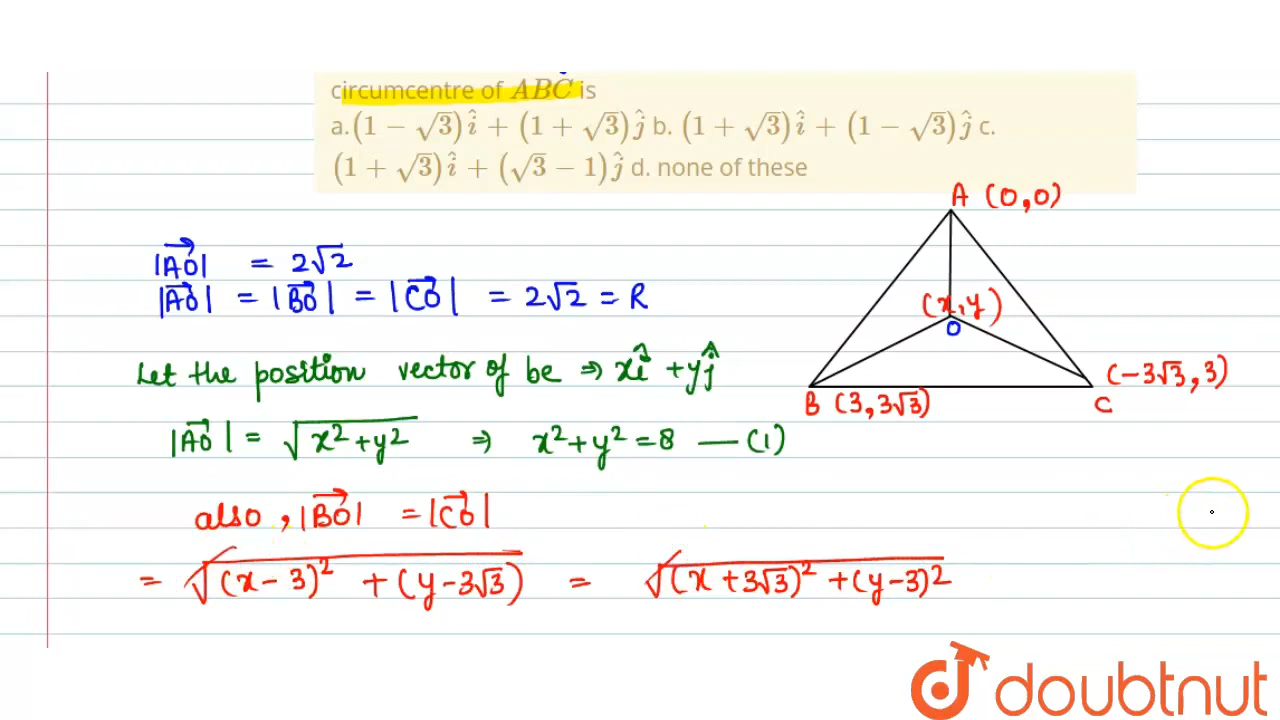 circumcentre of ABC is
a.(1 − √3) î + (1 + √3) ĵ b. (1 + √3) î + (1 − √3) ĵ c.
(1 + √3) î + (√3 − 1) ĵ d. none of these
A (0,0)
|AO→| = 2√2
|AO→| = |BO→| = |CO→| = 2√2 = R
(x,y)
O
Let the position vector of be ⇒ xî + yĵ
(-3√3, 3)
B (3, 3√3)
C
|AO→| = √(x² + y²) ⇒ x² + y² = 8 — (1)
also, |BO→| = |CO→|
= √((x - 3)² + (y - 3√3)) = √((x + 3√3)² + (y - 3)²)
doubtnut